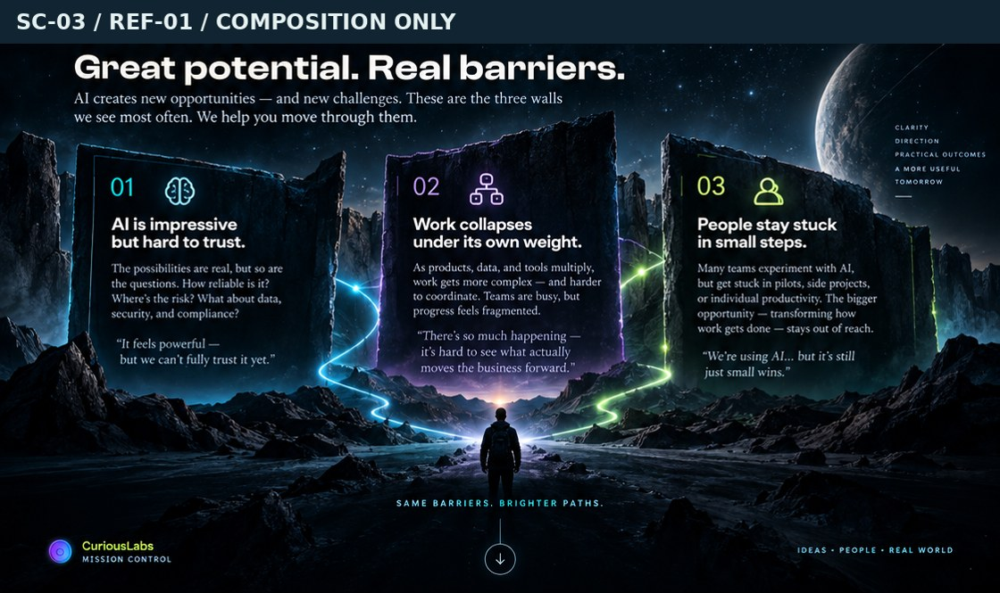 SC-03 / REF-01 / COMPOSITION ONLY
Great potential. Real barriers.
AI creates new opportunities — and new challenges. These are the three walls
we see most often. We help you move through them.
CLARITY
DIRECTION
PRACTICAL OUTCOMES
A MORE USEFUL
TOMORROW
01
AI is impressive
but hard to trust.
The possibilities are real, but so are
the questions. How reliable is it?
Where's the risk? What about data,
security, and compliance?
“It feels powerful —
but we can't fully trust it yet.”
02
Work collapses
under its own weight.
As products, data, and tools multiply,
work gets more complex — and harder
to coordinate. Teams are busy, but
progress feels fragmented.
“There's so much happening —
it's hard to see what actually
moves the business forward.”
03
People stay stuck
in small steps.
Many teams experiment with AI,
but get stuck in pilots, side projects,
or individual productivity. The bigger
opportunity — transforming how
work gets done — stays out of reach.
“We're using AI... but it's still
just small wins.”
SAME BARRIERS. BRIGHTER PATHS.
CuriousLabs
MISSION CONTROL
IDEAS • PEOPLE • REAL WORLD